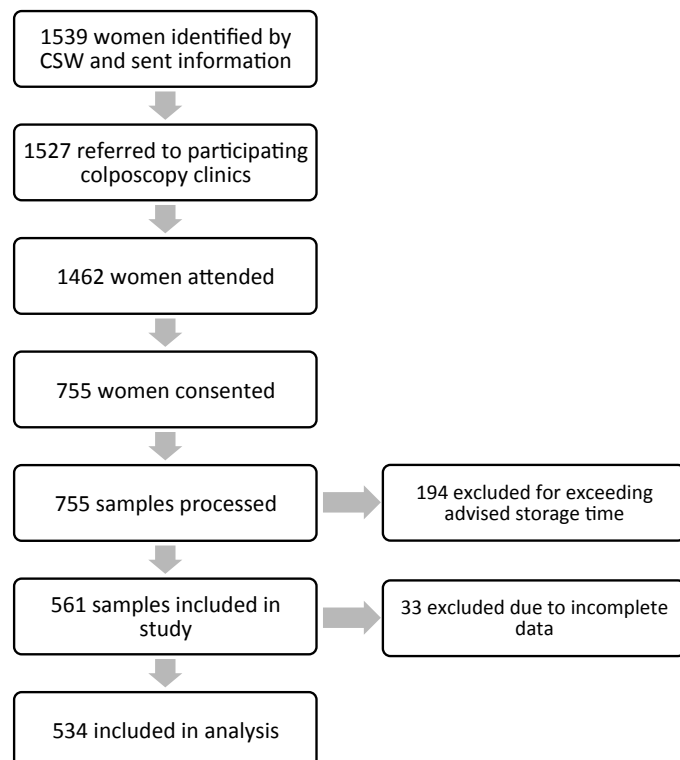 1539 women identified by
CSW and sent information
1527 referred to participating
colposcopy clinics
1462 women attended
755 women consented
755 samples processed
194 excluded for exceeding
advised storage time
561 samples included in
study
33 excluded due to incomplete
data
534 included in analysis